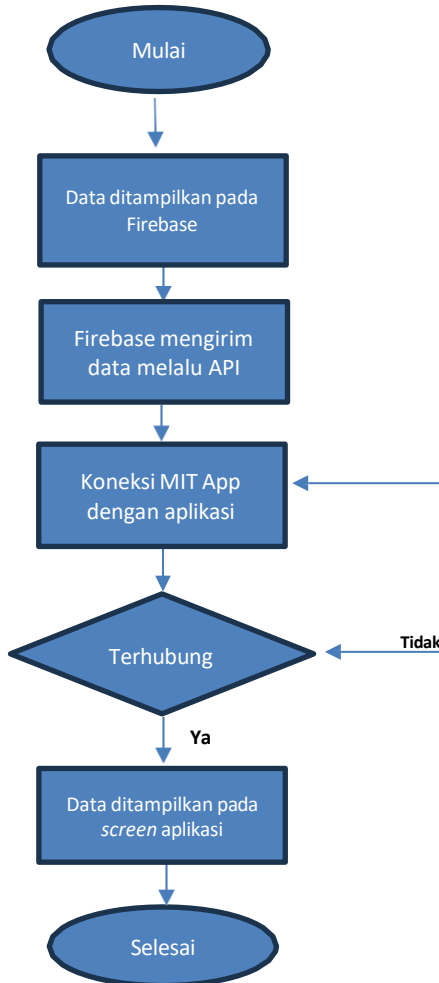 Mulai
Data ditampilkan pada
Firebase
Firebase mengirim
data melalu API
Koneksi MIT App
dengan aplikasi
Terhubung
Tidak
Ya
Data ditampilkan pada
screen aplikasi
Selesai